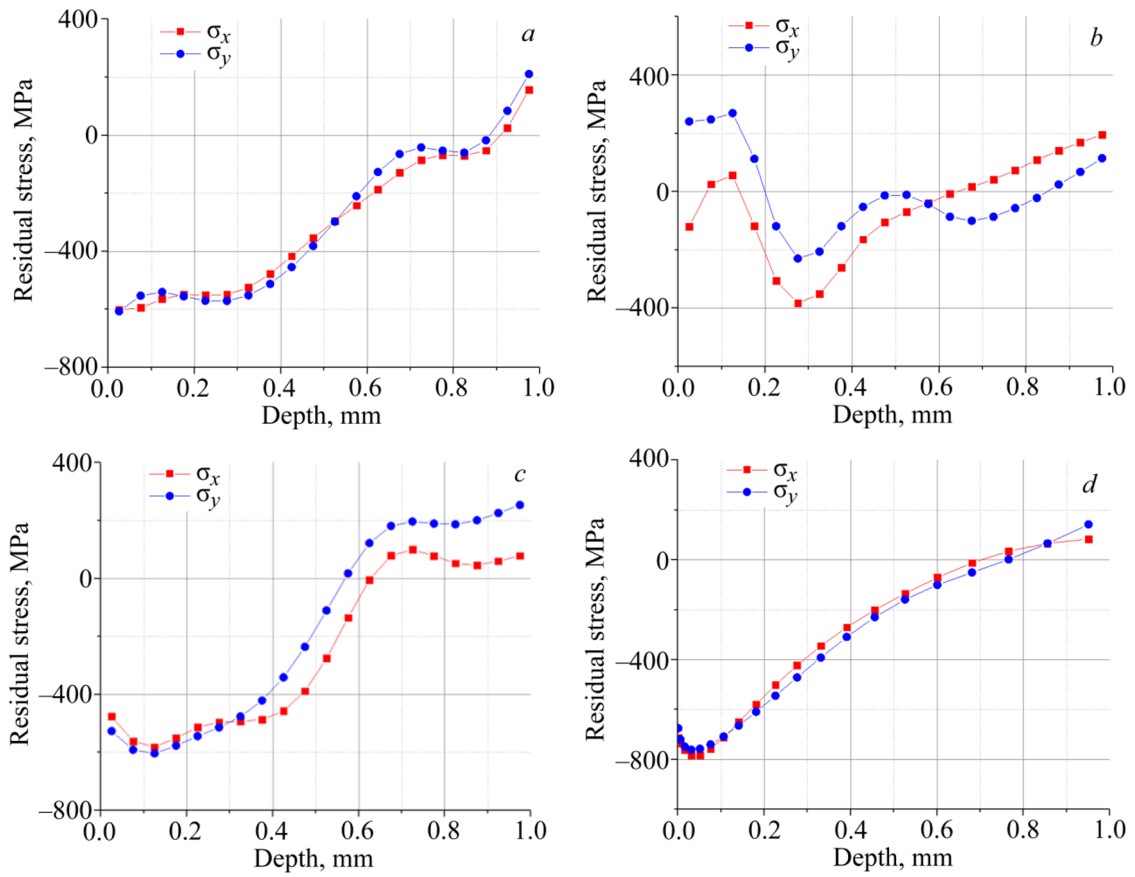 400
0
−400
−800
Residual stress, MPa
σx
σy
a
0.0 0.2 0.4 0.6 0.8 1.0
Depth, mm
400
0
−400
Residual stress, MPa
σx
σy
b
0.0 0.2 0.4 0.6 0.8 1.0
Depth, mm
400
0
−400
−800
Residual stress, MPa
σx
σy
c
0.0 0.2 0.4 0.6 0.8 1.0
Depth, mm
400
0
−400
−800
Residual stress, MPa
σx
σy
d
0.0 0.2 0.4 0.6 0.8 1.0
Depth, mm